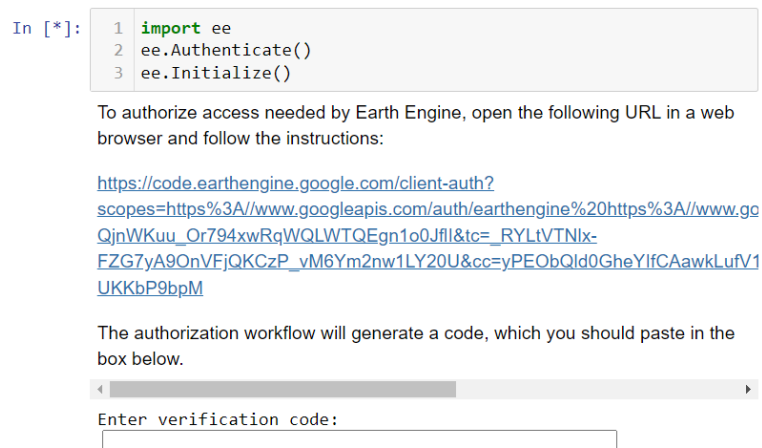 In [*]:
1 import ee
2 ee.Authenticate()
3 ee.Initialize()
To authorize access needed by Earth Engine, open the following URL in a web
browser and follow the instructions:
https://code.earthengine.google.com/client-auth?
scopes=https%3A//www.googleapis.com/auth/earthengine%20https%3A//www.go
QjnWKuu_Or794xwRqWQLWTQEgn1o0JflI&tc=_RYLtVTNlx-
FZG7yA9OnVFjQKCzP_vM6Ym2nw1LY20U&cc=yPEObQld0GheYlfCAawkLufV1
UKKbP9bpM
The authorization workflow will generate a code, which you should paste in the
box below.
Enter verification code: